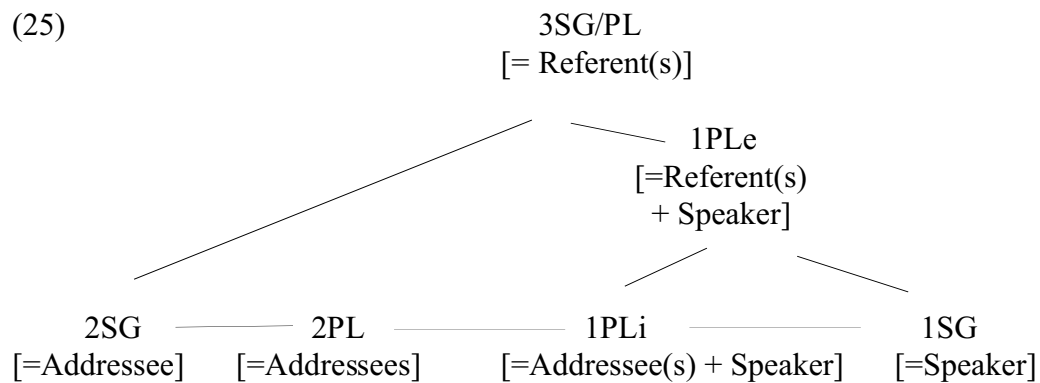 (25) 3SG/PL
[= Referent(s)]
1PLe
[=Referent(s)
+ Speaker]
2SG 2PL 1PLi 1SG
[=Addressee] [=Addressees] [=Addressee(s) + Speaker] [=Speaker]